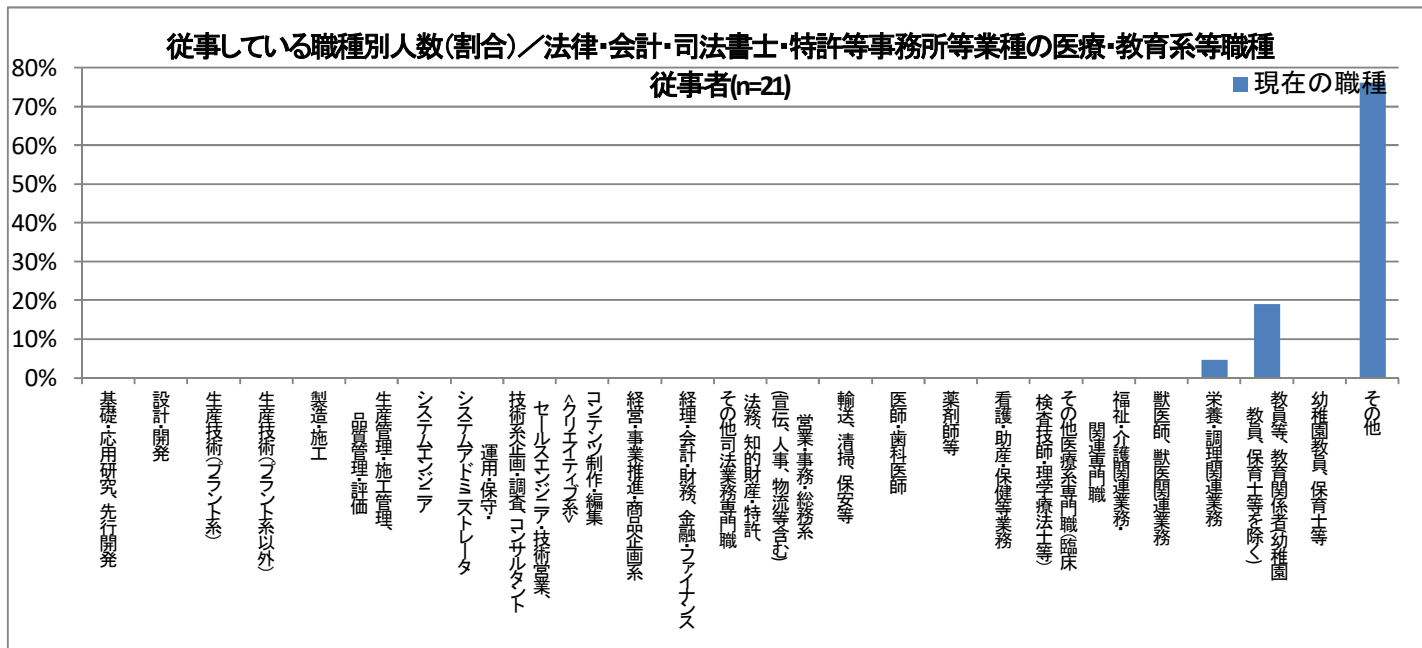 従事している職種別人数(割合)／法律・会計・司法書士・特許等事務所等業種の医療・教育系等職種
従事者(n=21)
現在の職種
80%
70%
60%
50%
40%
30%
20%
10%
0%
基礎・応用研究、先行開発
設計・開発
生産技術(プラント系)
生産技術(プラント系以外)
製造・施工
生産管理・施工管理、
品質管理・評価
システムエンジニア
システムアドミニストレータ
運用・保守・
技術系企画・調査、コンサルタント
セールスエンジニア・技術営業、
<クリエイティブ系>
コンテンツ制作・編集
経営・事業推進・商品企画系
経理・会計・財務、金融・ファイナンス
その他司法業務専門職
法務、知的財産・特許、
(宣伝、人事、物流等含む)
営業・事務・総務系
輸送、清掃、保安等
医師・歯科医師
薬剤師等
看護・助産・保健等業務
検査技師・理学療法士等)
その他医療系専門職(臨床
関連専門職
福祉・介護関連業務・
獣医師、獣医関連業務
栄養・調理関連業務
教員、保育士等を除く)
教員等、教育関係者幼稚園
幼稚園教員、保育士等
その他